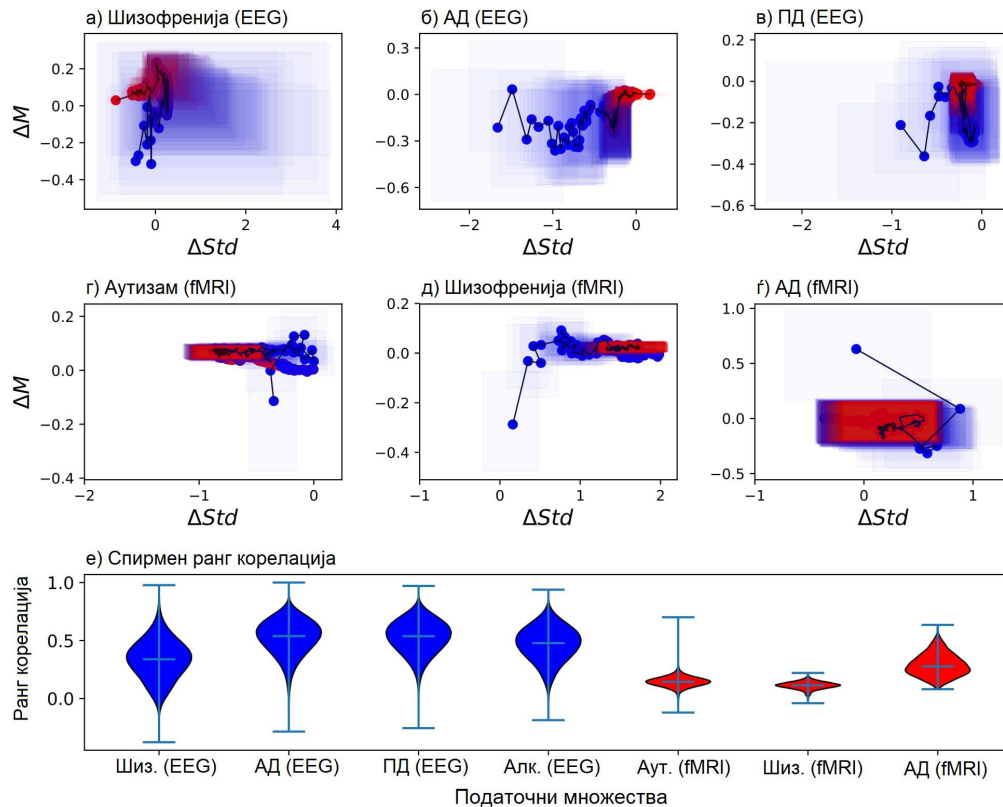 а) Шизофренија (EEG)
б) АД (EEG)
в) ПД (EEG)
0.2
0.0
−0.2
−0.4
ΔM
0
2
4
ΔStd
0.3
0.0
−0.3
−0.6
−2
−1
0
ΔStd
0.2
0.0
−0.2
−0.4
−0.6
−2
−1
0
ΔStd
г) Аутизам (fMRI)
д) Шизофренија (fMRI)
ѓ) АД (fMRI)
0.2
0.0
−0.2
−0.4
ΔM
−2
−1
0
ΔStd
0.2
0.0
−0.2
−0.4
−1
0
1
2
ΔStd
1.0
0.5
0.0
−0.5
−1
0
1
ΔStd
е) Спирмен ранг корелација
1.0
0.5
0.0
Ранг корелација
Шиз. (EEG)
АД (EEG)
ПД (EEG)
Алк. (EEG)
Аут. (fMRI)
Шиз. (fMRI)
АД (fMRI)
Податочни множества